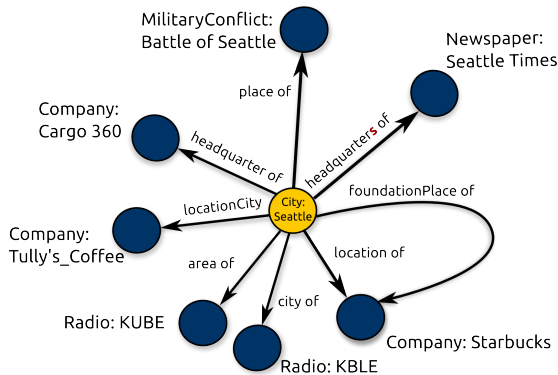 MilitaryConflict:
Battle of Seattle
Newspaper:
Seattle Times
place of
Company:
Cargo 360
headquarter of
headquarters of
foundationPlace of
City:
Seattle
locationCity
Company:
Tully's_Coffee
area of
location of
city of
Radio: KUBE
Company: Starbucks
Radio: KBLE